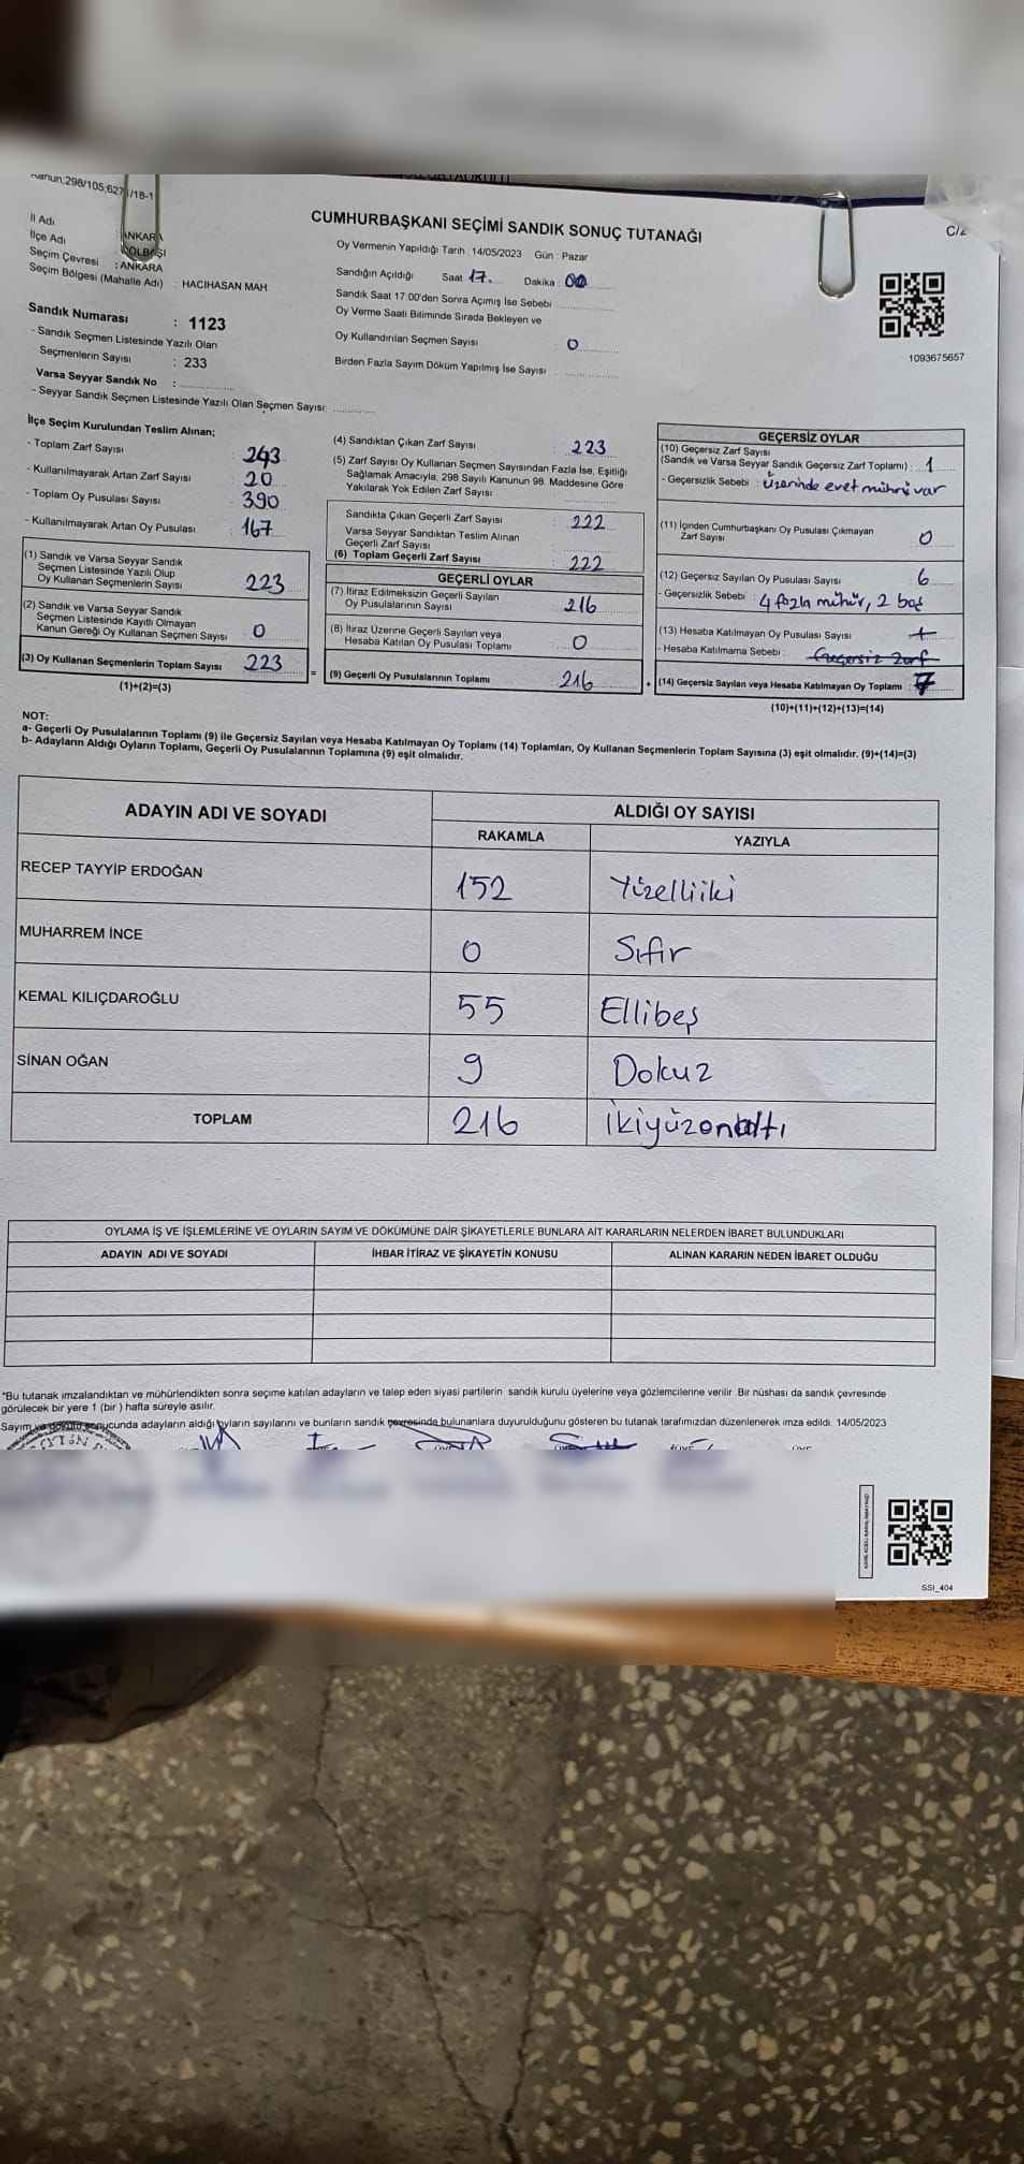 CUMHURBAŞKANI SEÇİMİ SANDIK SONUÇ TUTANAĞI
Oy Vermenin Yapıldığı Tarih : 14/05/2023 Gün : Pazar
İl Adı : ANKARA
İlçe Adı
Seçim Çevresi : ANKARA
Seçim Bölgesi (Mahalle Adı) : HACIHASAN MAH
Sandık Numarası : 1123
- Sandık Seçmen Listesinde Yazılı Olan
Seçmenlerin Sayısı : 233
Varsa Seyyar Sandık No :
- Seyyar Sandık Seçmen Listesinde Yazılı Olan Seçmen Sayısı:
Sandığın Açıldığı Saat 17. Dakika : 00
Sandık Saat 17.00'den Sonra Açımış İse Sebebi
Oy Verme Saati Bitiminde Sırada Bekleyen ve
Oy Kullandırılan Seçmen Sayısı 0
Birden Fazla Sayım Döküm Yapılmış İse Sayısı
1093675657
İlçe Seçim Kurulundan Teslim Alınan;
- Toplam Zarf Sayısı 243
- Kullanılmayarak Artan Zarf Sayısı 20
- Toplam Oy Pusulası Sayısı 390
- Kullanılmayarak Artan Oy Pusulası 167
(1) Sandık ve Varsa Seyyar Sandık
Seçmen Listesinde Yazılı Olup
Oy Kullanan Seçmenlerin Sayısı 223
(2) Sandık ve Varsa Seyyar Sandık
Seçmen Listesinde Kayıtlı Olmayan
Kanun Gereği Oy Kullanan Seçmen Sayısı 0
(3) Oy Kullanan Seçmenlerin Toplam Sayısı 223
(1)+(2)=(3)
(4) Sandıktan Çıkan Zarf Sayısı : 223
(5) Zarf Sayısı Oy Kullanan Seçmen Sayısından Fazla İse, Eşitliği
Sağlamak Amacıyla; 298 Sayılı Kanunun 98. Maddesine Göre
Yakılarak Yok Edilen Zarf Sayısı
Sandıkta Çıkan Geçerli Zarf Sayısı : 222
Varsa Seyyar Sandıktan Teslim Alınan
Geçerli Zarf Sayısı
(6) Toplam Geçerli Zarf Sayısı : 222
GEÇERLİ OYLAR
(7) İtiraz Edilmeksizin Geçerli Sayılan
Oy Pusulalarının Sayısı : 216
(8) İtiraz Üzerine Geçerli Sayılan veya
Hesaba Katılan Oy Pusulası Toplamı : 0
= (9) Geçerli Oy Pusulalarının Toplamı 216
GEÇERSİZ OYLAR
(10) Geçersiz Zarf Sayısı
(Sandık ve Varsa Seyyar Sandık Geçersiz Zarf Toplamı) : 1
- Geçersizlik Sebebi : Üzerinde evet mührü var
(11) İçinden Cumhurbaşkanı Oy Pusulası Çıkmayan
Zarf Sayısı : 0
(12) Geçersiz Sayılan Oy Pusulası Sayısı : 6
- Geçersizlik Sebebi : 4 fazla mühür, 2 boş
(13) Hesaba Katılmayan Oy Pusulası Sayısı
- Hesaba Katılmama Sebebi : Geçersiz Zarf
+ (14) Geçersiz Sayılan veya Hesaba Katılmayan Oy Toplamı : 7
(10)+(11)+(12)+(13)=(14)
NOT:
a- Geçerli Oy Pusulalarının Toplamı (9) ile Geçersiz Sayılan veya Hesaba Katılmayan Oy Toplamı (14) Toplamları, Oy Kullanan Seçmenlerin Toplam Sayısına (3) eşit olmalıdır. (9)+(14)=(3)
b- Adayların Aldığı Oyların Toplamı, Geçerli Oy Pusulalarının Toplamına (9) eşit olmalıdır.
ADAYIN ADI VE SOYADI ALDIĞI OY SAYISI
RAKAMLA YAZIYLA
RECEP TAYYİP ERDOĞAN 152 Yüzelliiki
MUHARREM İNCE 0 Sıfır
KEMAL KILIÇDAROĞLU 55 Ellibeş
SİNAN OĞAN 9 Dokuz
TOPLAM 216 İkiyüzonaltı
OYLAMA İŞ VE İŞLEMLERİNE VE OYLARIN SAYIM VE DÖKÜMÜNE DAİR ŞİKAYETLERLE BUNLARA AİT KARARLARIN NELERDEN İBARET BULUNDUKLARI
ADAYIN ADI VE SOYADI İHBAR İTİRAZ VE ŞİKAYETİN KONUSU ALINAN KARARIN NEDEN İBARET OLDUĞU
*Bu tutanak imzalandıktan ve mühürlendikten sonra seçime katılan adayların ve talep eden siyasi partilerin sandık kurulu üyelerine veya gözlemcilerine verilir. Bir nüshası da sandık çevresinde
görülecek bir yere 1 (bir ) hafta süreyle asılır.
Sayım ve döküm sonucunda adayların aldığı oyların sayılarını ve bunların sandık çevresinde bulunanlara duyurulduğunu gösteren bu tutanak tarafımızdan düzenlenerek imza edildi. 14/05/2023
SSI_404